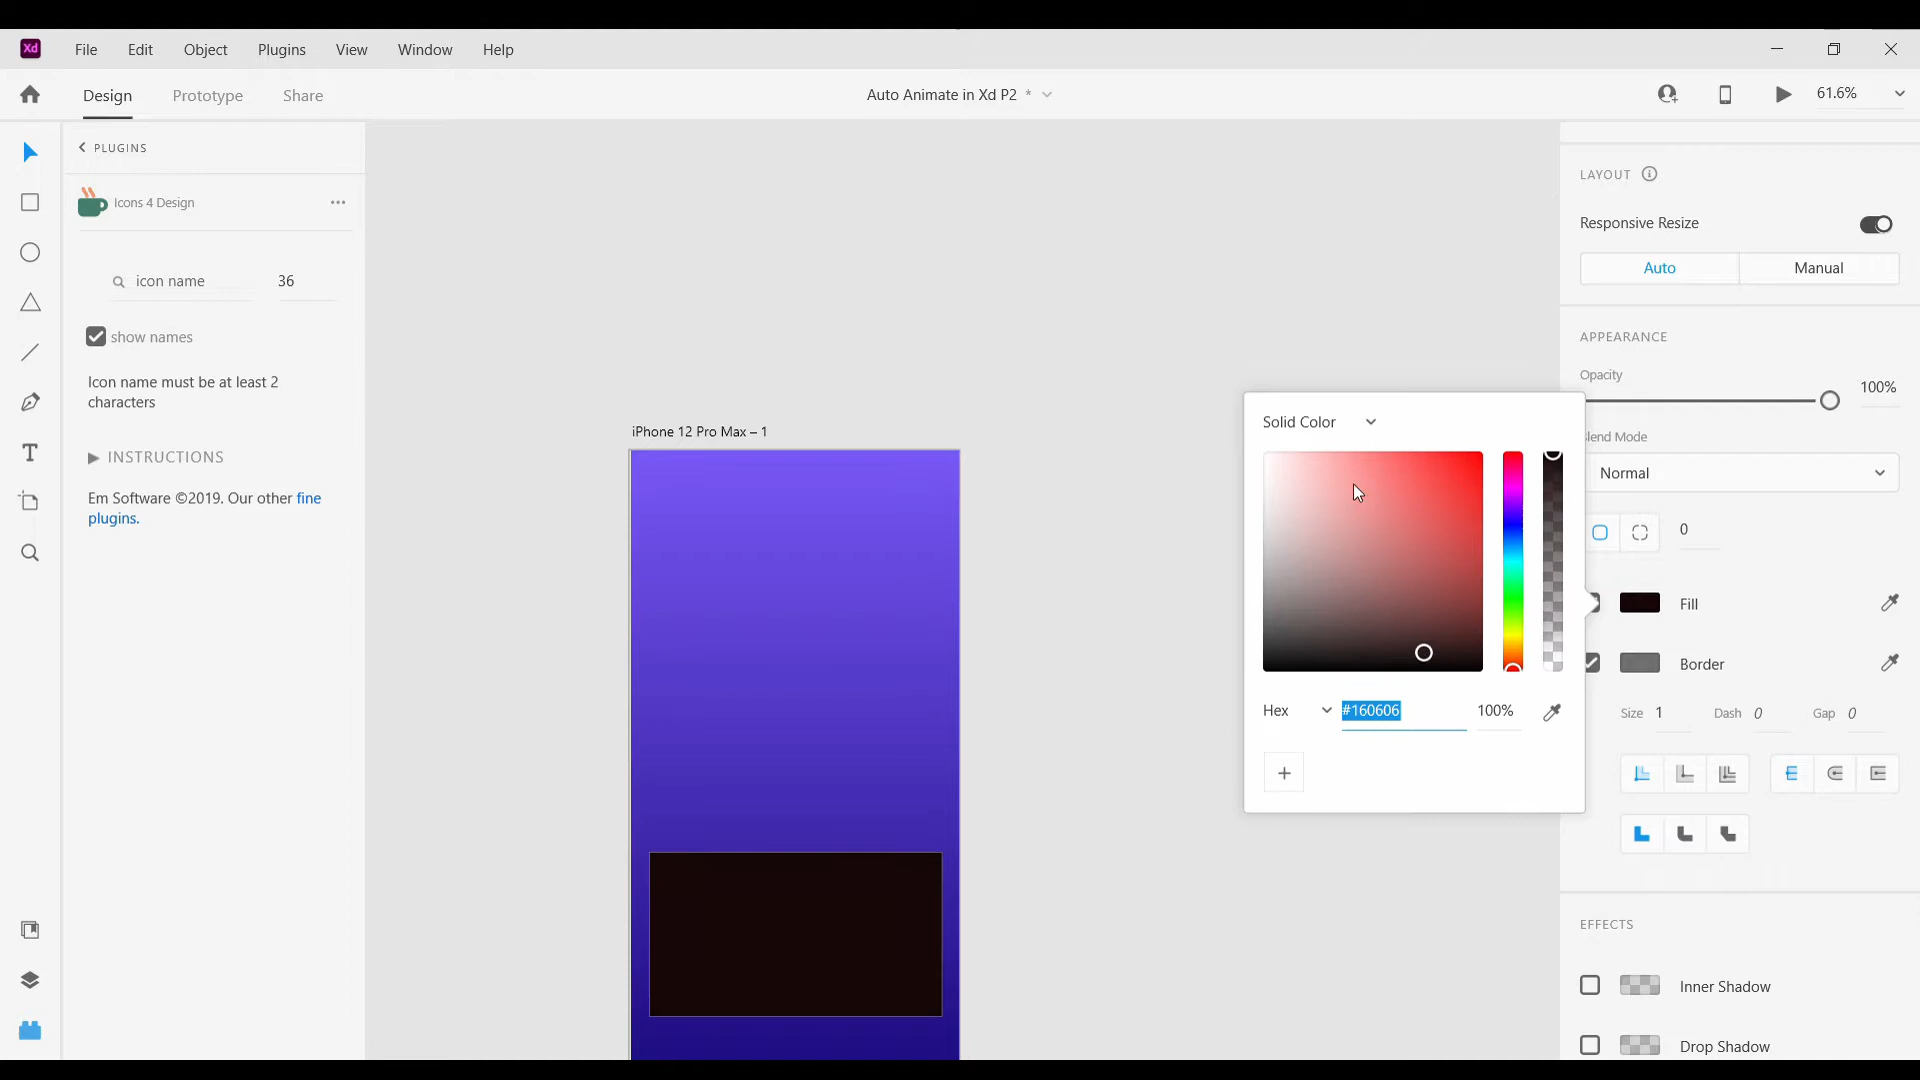 Xd File Edit Object Plugins View Window Help
Design Prototype Share Auto Animate in Xd P2 * 61.6%
PLUGINS
Icons 4 Design ...
icon name 36
show names
Icon name must be at least 2
characters
INSTRUCTIONS
Em Software ©2019. Our other fine
plugins.
iPhone 12 Pro Max – 1
Solid Color
Hex #160606 100%
+
LAYOUT
Responsive Resize
Auto Manual
APPEARANCE
Opacity
100%
lend Mode
Normal
0
Fill
Border
Size 1 Dash 0 Gap 0
EFFECTS
Inner Shadow
Drop Shadow